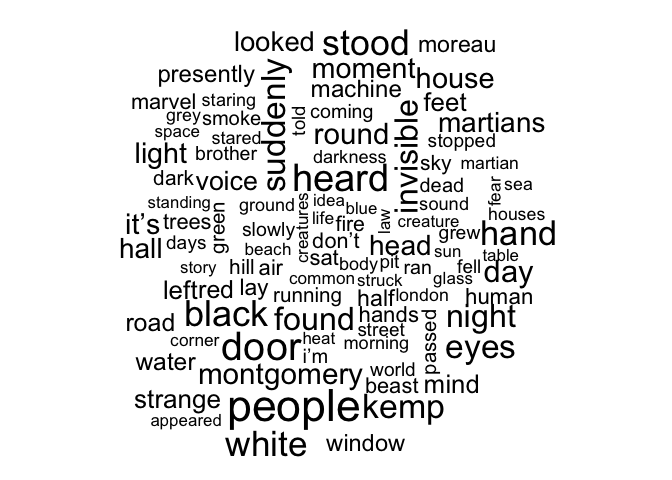 looked stood moreau
presently suddenly moment house
machine
marvel staring told coming invisible feet
grey smoke martians
space stared round stopped
light brother darkness sky martian
dark voice heard dead fear sea
standing ground creatures idea blue sound houses
it's trees green slowly life fire law creature grew hand
hall days beach don't head sun table
story hill air sat body pit ran fell day
common struck glass
left red lay running half london human
road black found hands night
street
corner door heat morning passed eyes
water i'm
montgomery world
beast mind
strange people kemp
appeared
white window